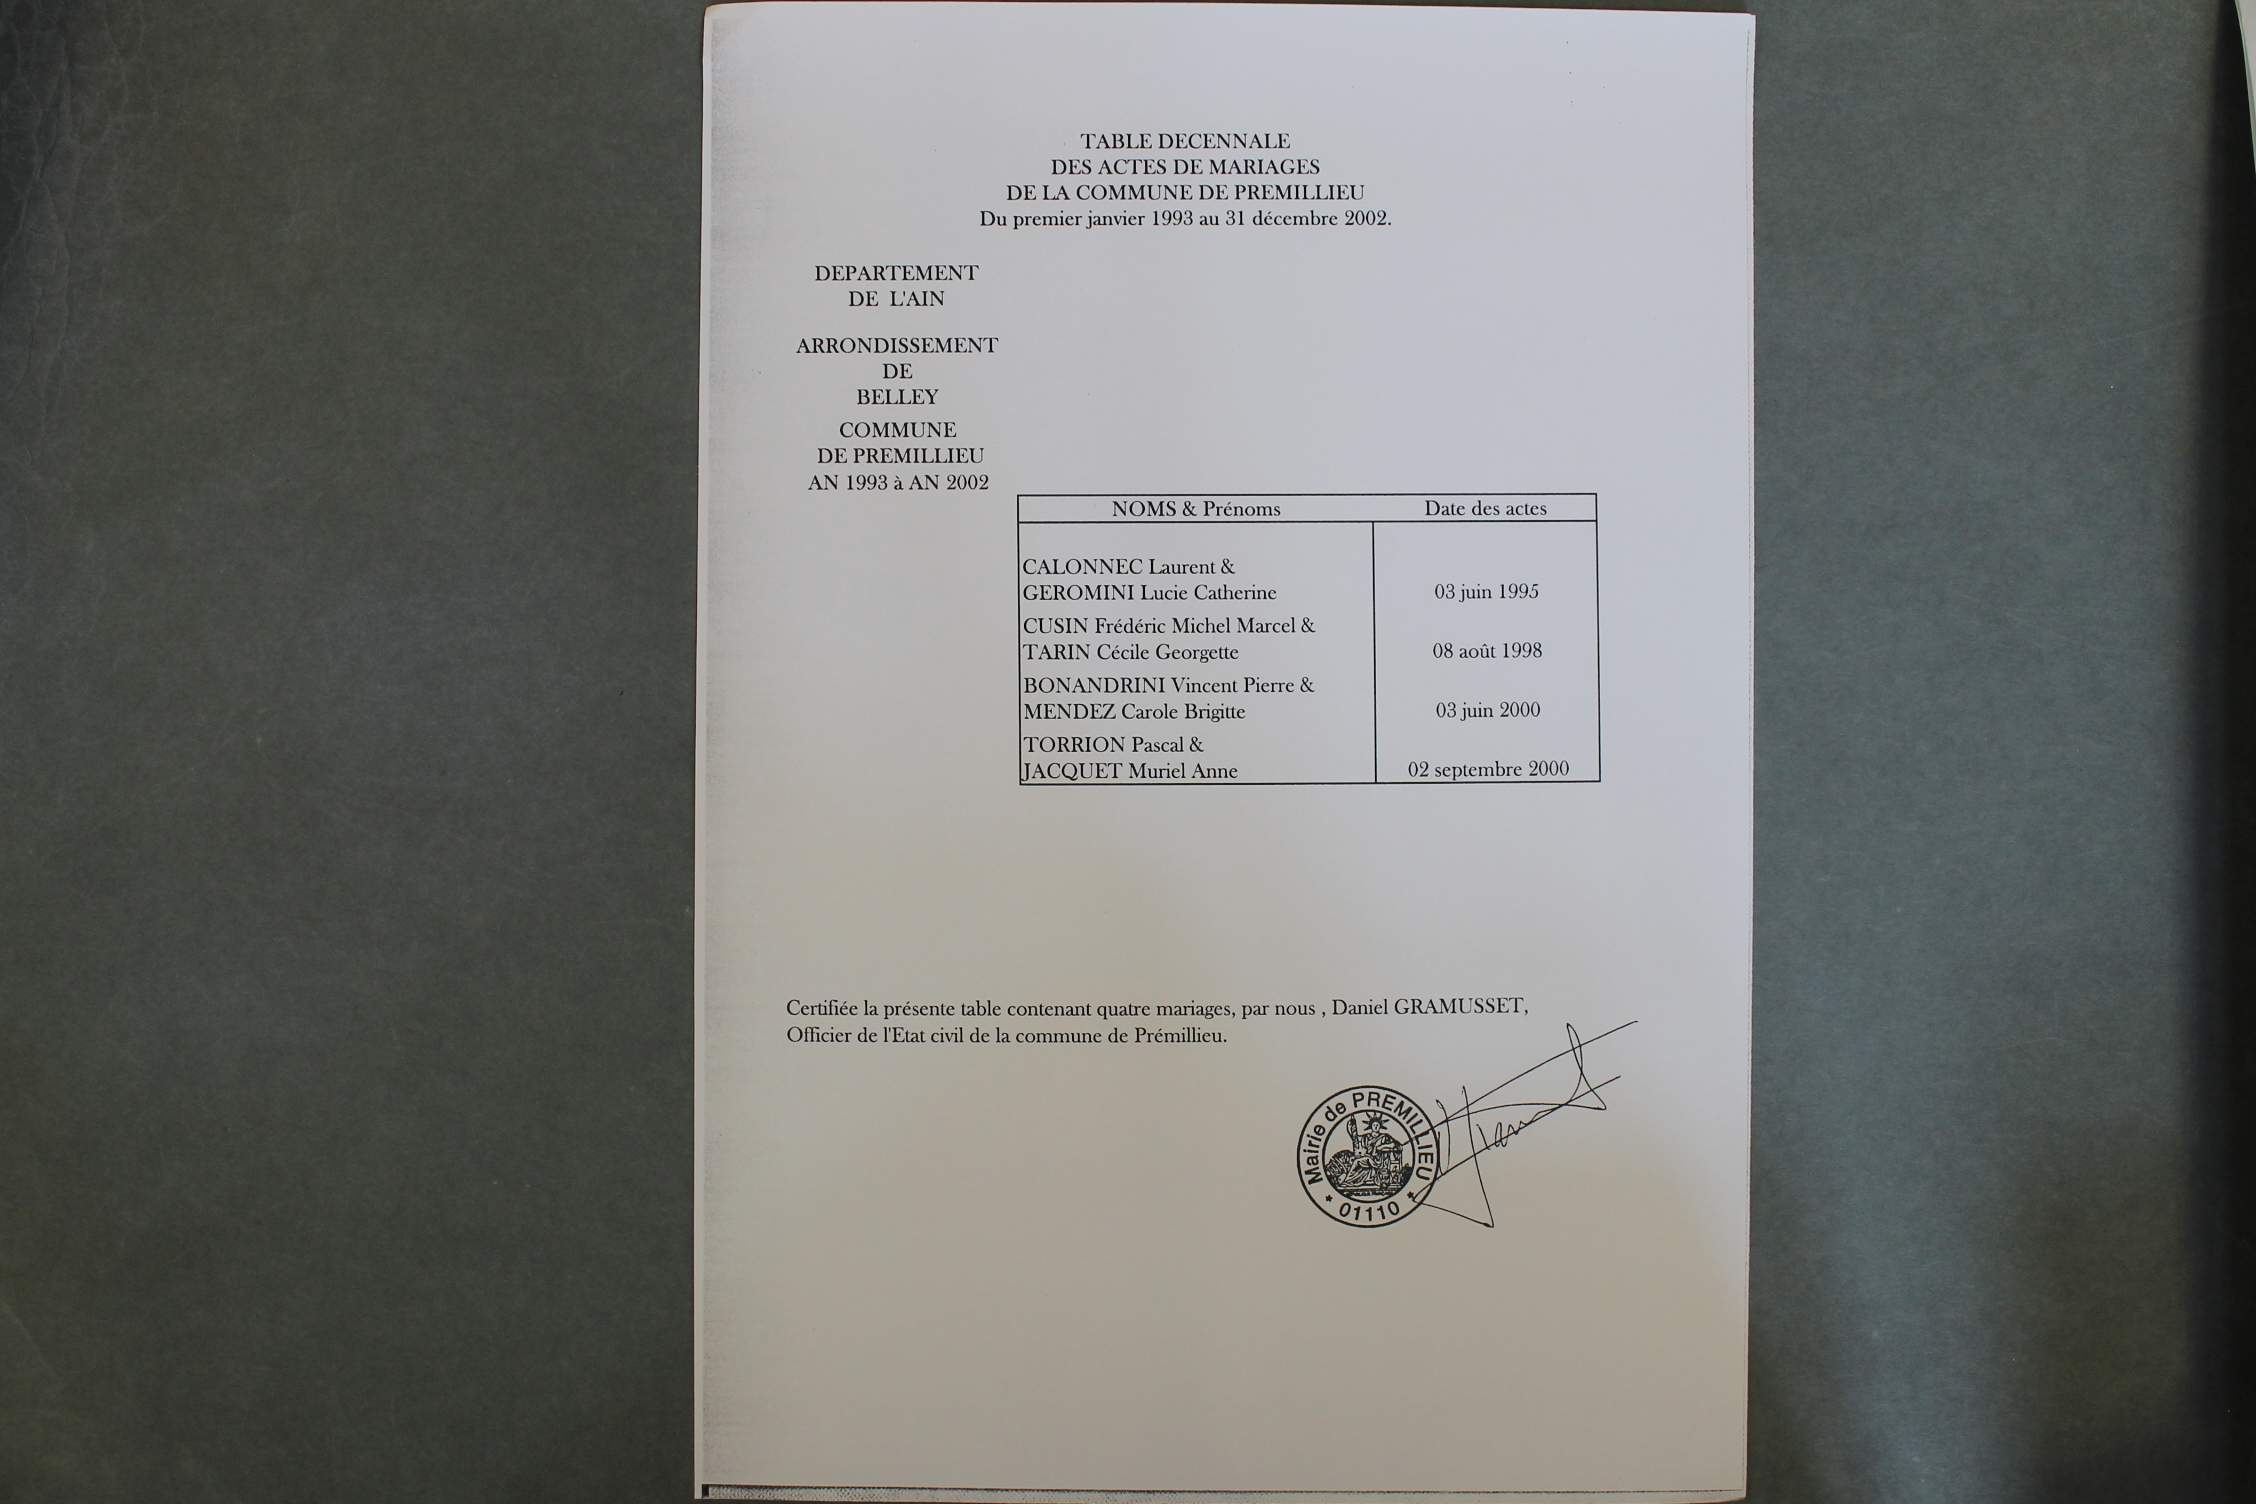 TABLE DECENNALE
DES ACTES DE MARIAGES
DE LA COMMUNE DE PREMILLIEU
Du premier janvier 1993 au 31 décembre 2002.
DEPARTEMENT
DE L'AIN
ARRONDISSEMENT
DE
BELLEY
COMMUNE
DE PREMILLIEU
AN 1993 à AN 2002
NOMS & Prénoms Date des actes
CALONNEC Laurent &
GEROMINI Lucie Catherine 03 juin 1995
CUSIN Frédéric Michel Marcel &
TARIN Cécile Georgette 08 août 1998
BONANDRINI Vincent Pierre &
MENDEZ Carole Brigitte 03 juin 2000
TORRION Pascal &
JACQUET Muriel Anne 02 septembre 2000
Certifiée la présente table contenant quatre mariages, par nous , Daniel GRAMUSSET,
Officier de l'Etat civil de la commune de Prémillieu.
Mairie de PREMILLIEU
* 01110 *